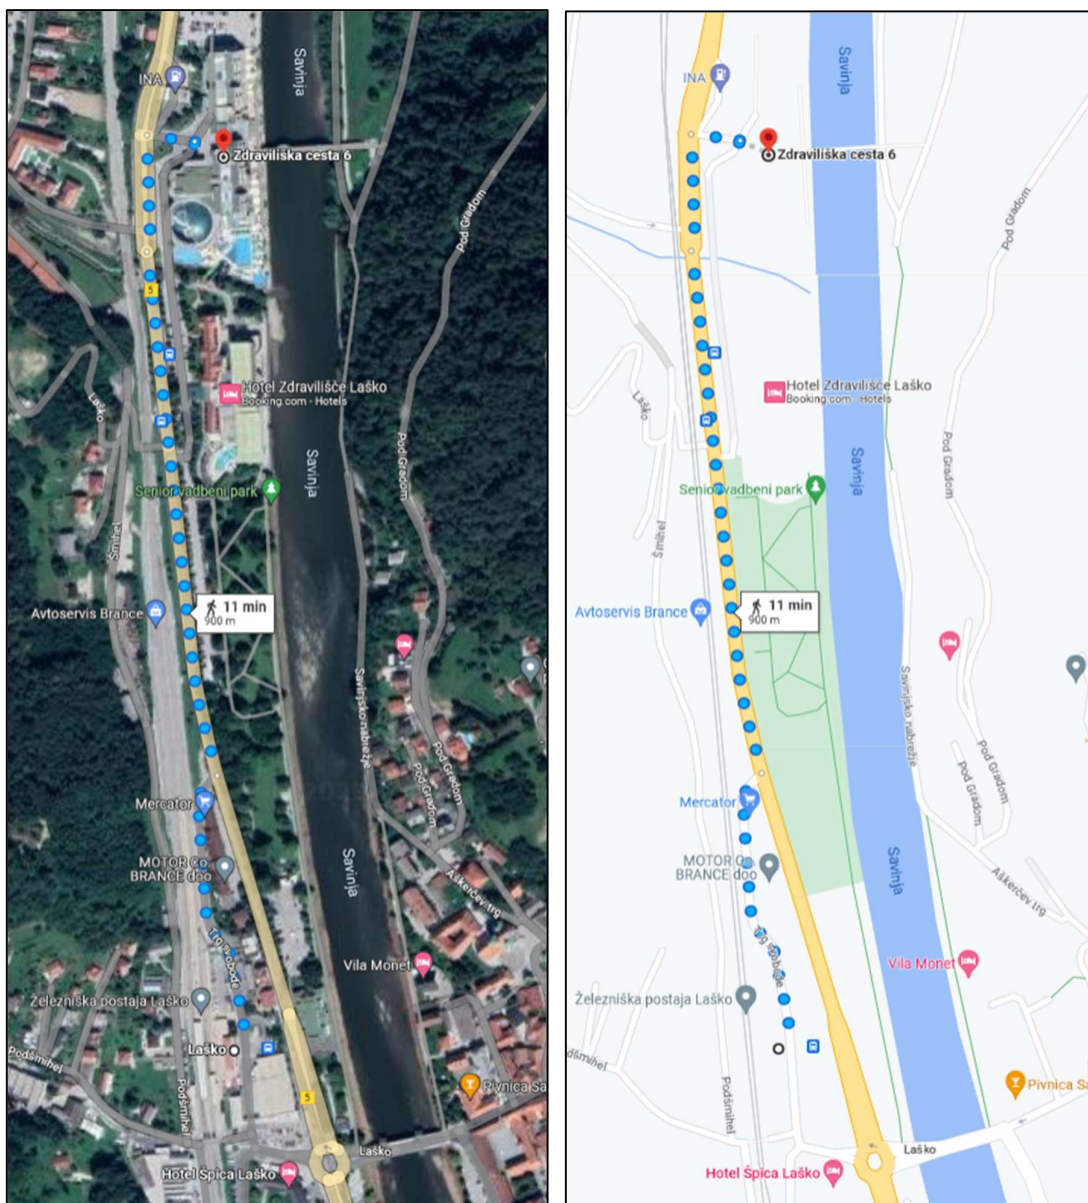 Savinja
INA
Zdraviliška cesta 6
Pod Gradom
5
Hotel Zdravilišče Laško
Booking.com - Hotels
Laško
Pod Gradom
Savinja
Senior vadbeni park
Šmihel
11 min
900 m
Avtoservis Brance
Savinjsko nabrežje
Pod Gradom
Pod Gradom
Mercator
MOTOR Co.
BRANCE doo
Savinja
Aškerčev trg
Trg svobode
Vila Monet
Železniška postaja Laško
Laško
Podšmihel
Podšmihel
Pivnica Sa
5
Laško
Hotel Špica Laško
Savinja
INA
Zdraviliška cesta 6
Pod Gradom
Hotel Zdravilišče Laško
Booking.com - Hotels
Laško
Pod Gradom
Savinja
Senior vadbeni park
Šmihel
11 min
900 m
Avtoservis Brance
Savinjsko nabrežje
Pod Gradom
Pod Gradom
Mercator
MOTOR Co.
BRANCE doo
Savinja
Aškerčev trg
Trg svobode
Vila Monet
Železniška postaja Laško
odšmihel
Podšmihel
Pivnica Sa
Laško
Hotel Špica Laško